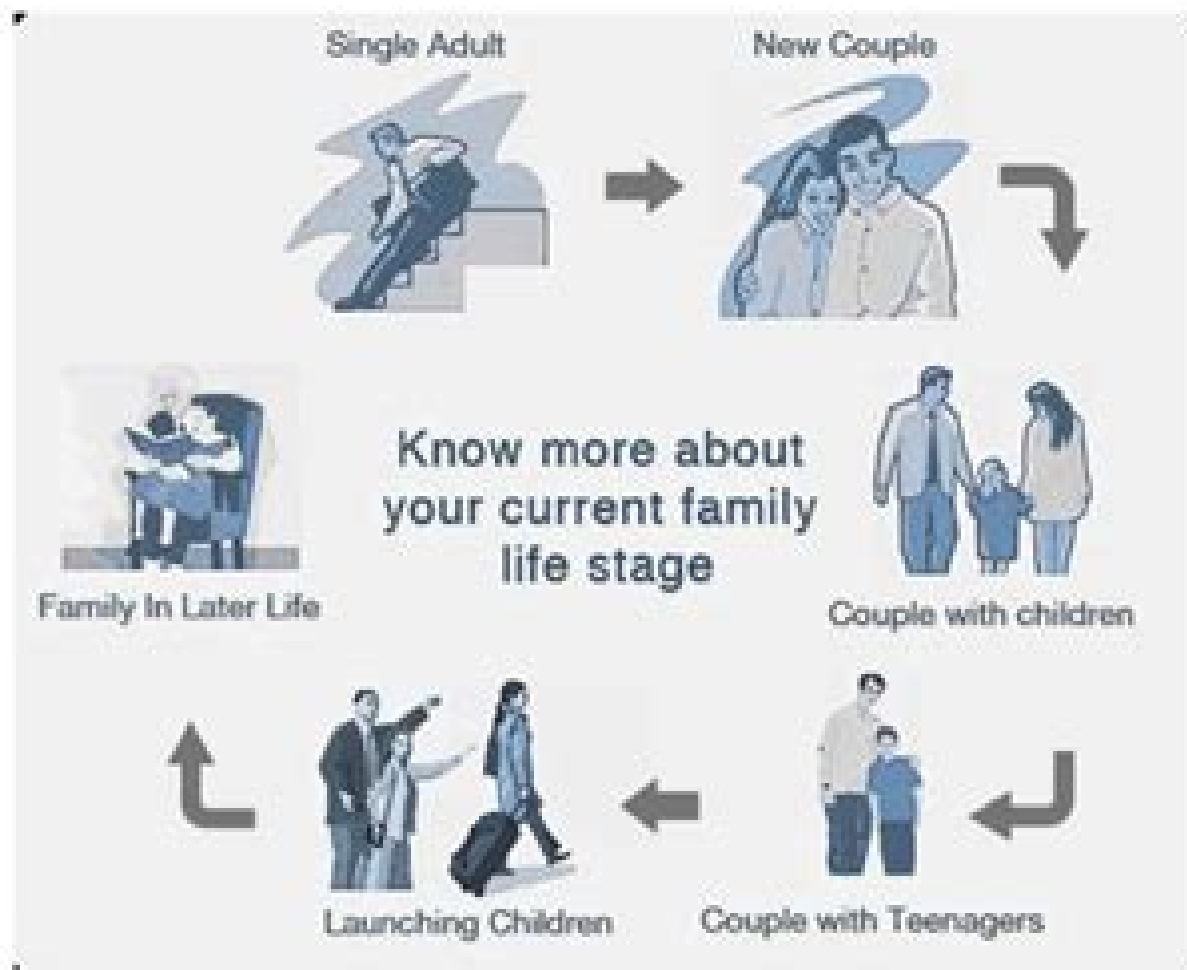 Single Adult
New Couple
Know more about
your current family
life stage
Family In Later Life
Couple with children
Launching Children
Couple with Teenagers